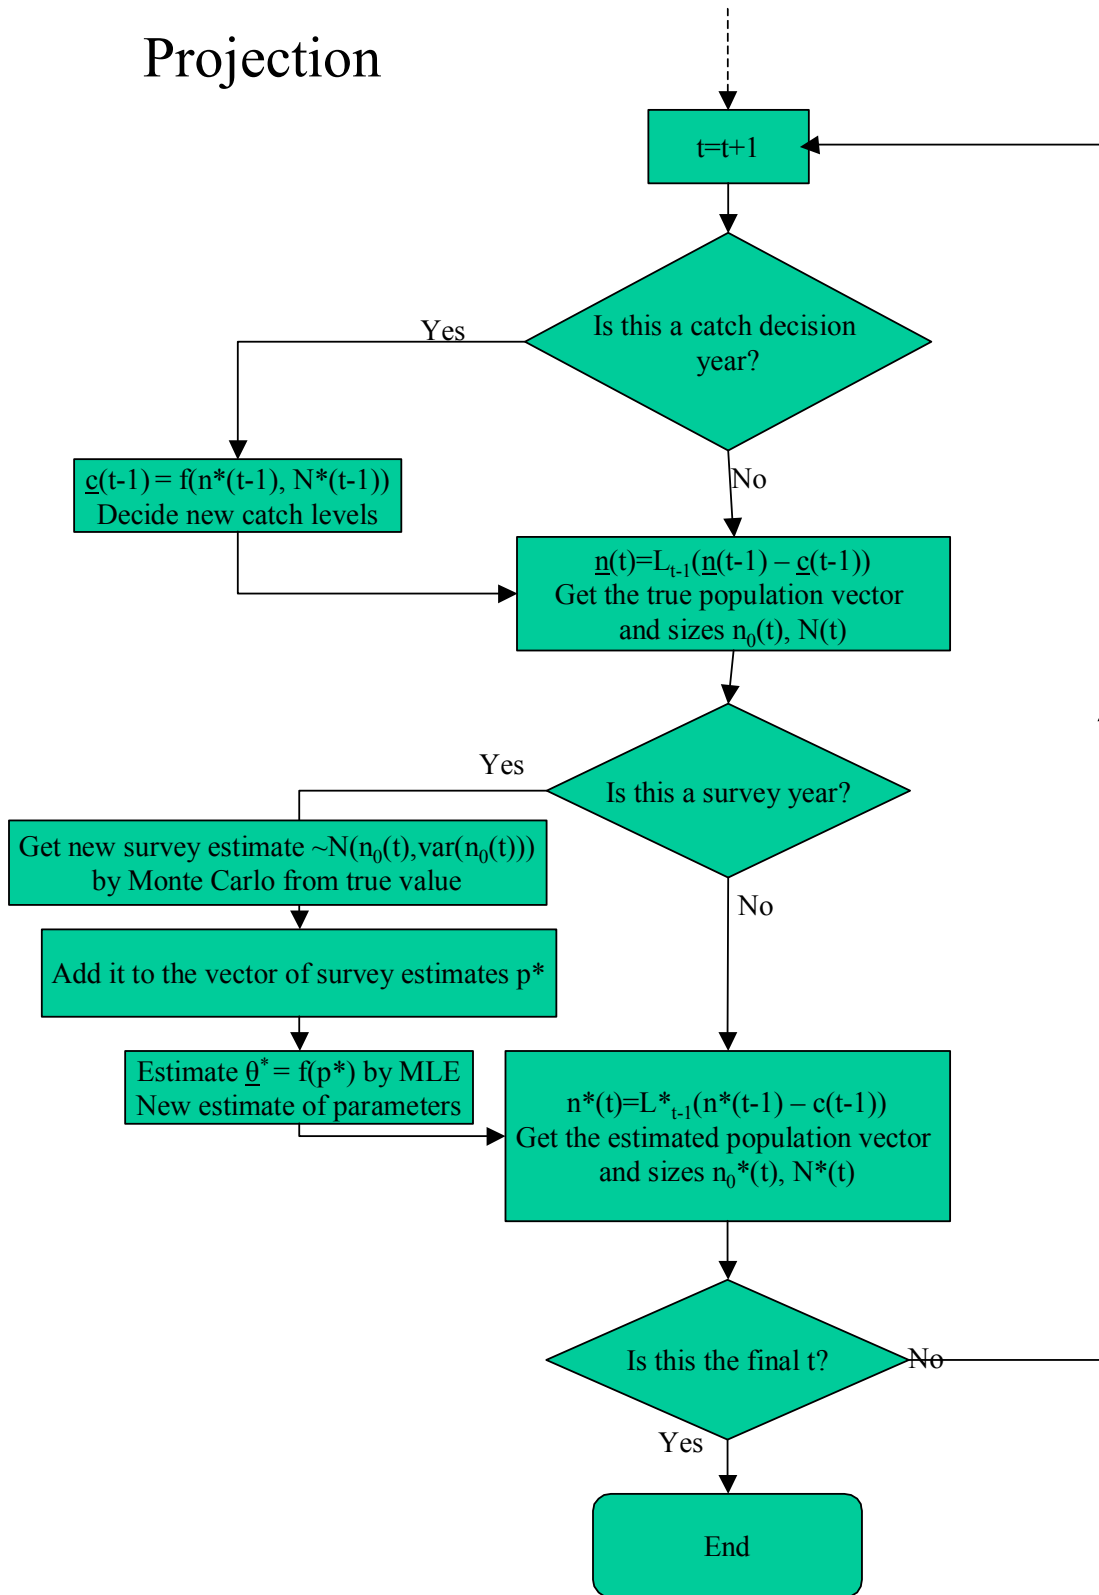 Projection
t=t+1
Is this a catch decision
year?
Yes
c(t-1) = f(n*(t-1), N*(t-1))
Decide new catch levels
No
n(t)=Lt-1(n(t-1) – c(t-1))
Get the true population vector
and sizes n0(t), N(t)
Is this a survey year?
Yes
Get new survey estimate ~N(n0(t),var(n0(t)))
by Monte Carlo from true value
No
Add it to the vector of survey estimates p*
Estimate θ* = f(p*) by MLE
New estimate of parameters
n*(t)=L*t-1(n*(t-1) – c(t-1))
Get the estimated population vector
and sizes n0*(t), N*(t)
Is this the final t?
No
Yes
End